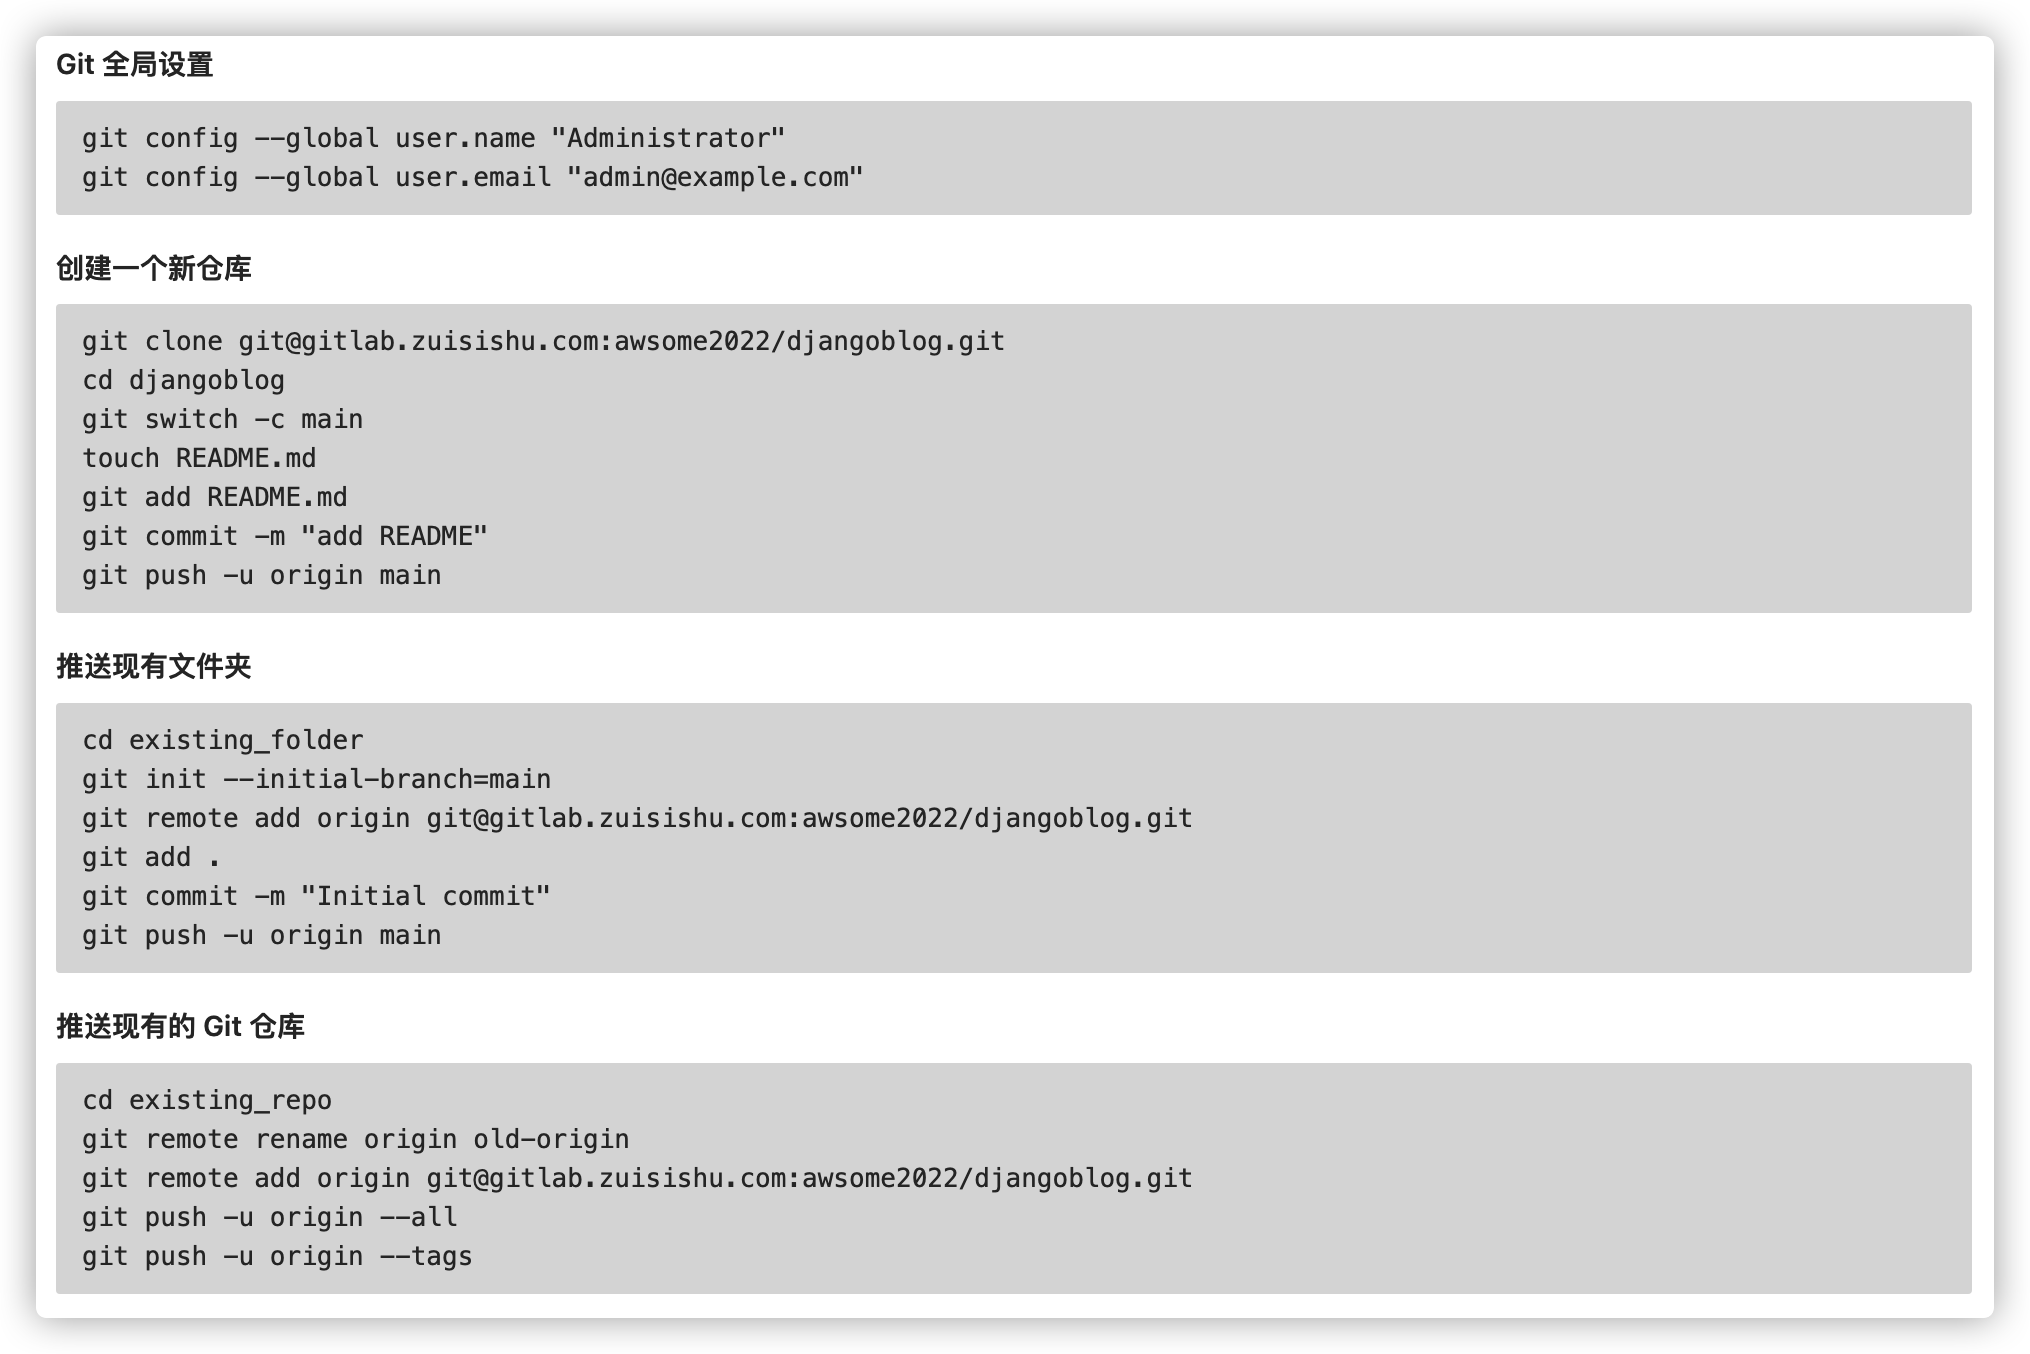 Git 全局设置
git config --global user.name "Administrator"
git config --global user.email "admin@example.com"
创建一个新仓库
git clone git@gitlab.zuisishu.com:awsome2022/djangoblog.git
cd djangoblog
git switch -c main
touch README.md
git add README.md
git commit -m "add README"
git push -u origin main
推送现有文件夹
cd existing_folder
git init --initial-branch=main
git remote add origin git@gitlab.zuisishu.com:awsome2022/djangoblog.git
git add .
git commit -m "Initial commit"
git push -u origin main
推送现有的 Git 仓库
cd existing_repo
git remote rename origin old-origin
git remote add origin git@gitlab.zuisishu.com:awsome2022/djangoblog.git
git push -u origin --all
git push -u origin --tags